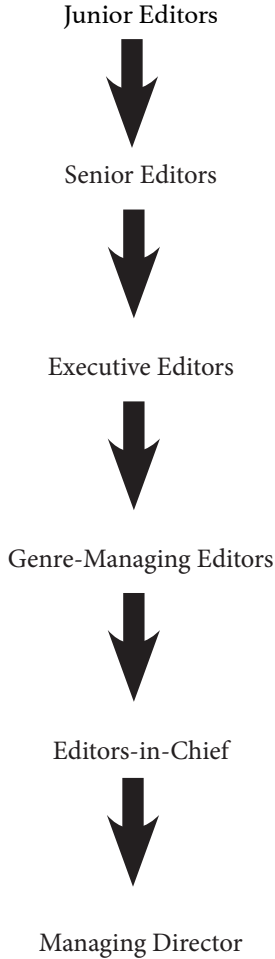 Junior Editors
Senior Editors
Executive Editors
Genre-Managing Editors
Editors-in-Chief
Managing Director